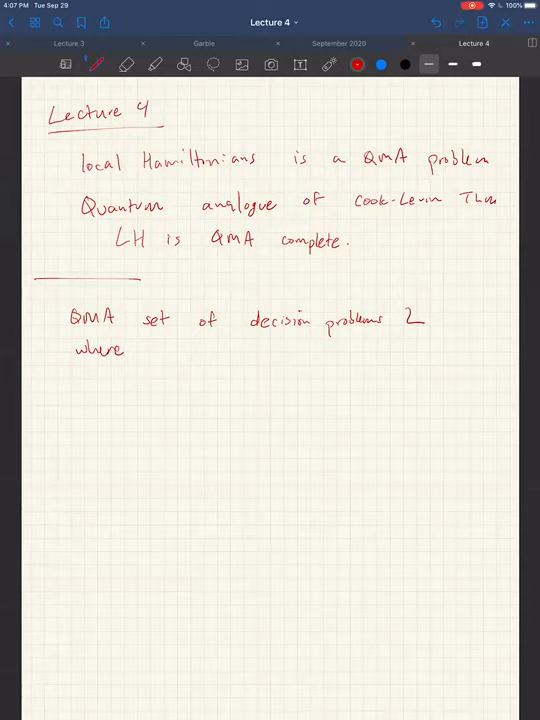 4:07 PM Tue Sep 29
100%
Lecture 4
Lecture 3
Garble
September 2020
Lecture 4
Lecture 4
local Hamiltonians is a QMA problem
Quantum analogue of Cook-Levin Thm
LH is QMA complete.
QMA set of decision problems L
where